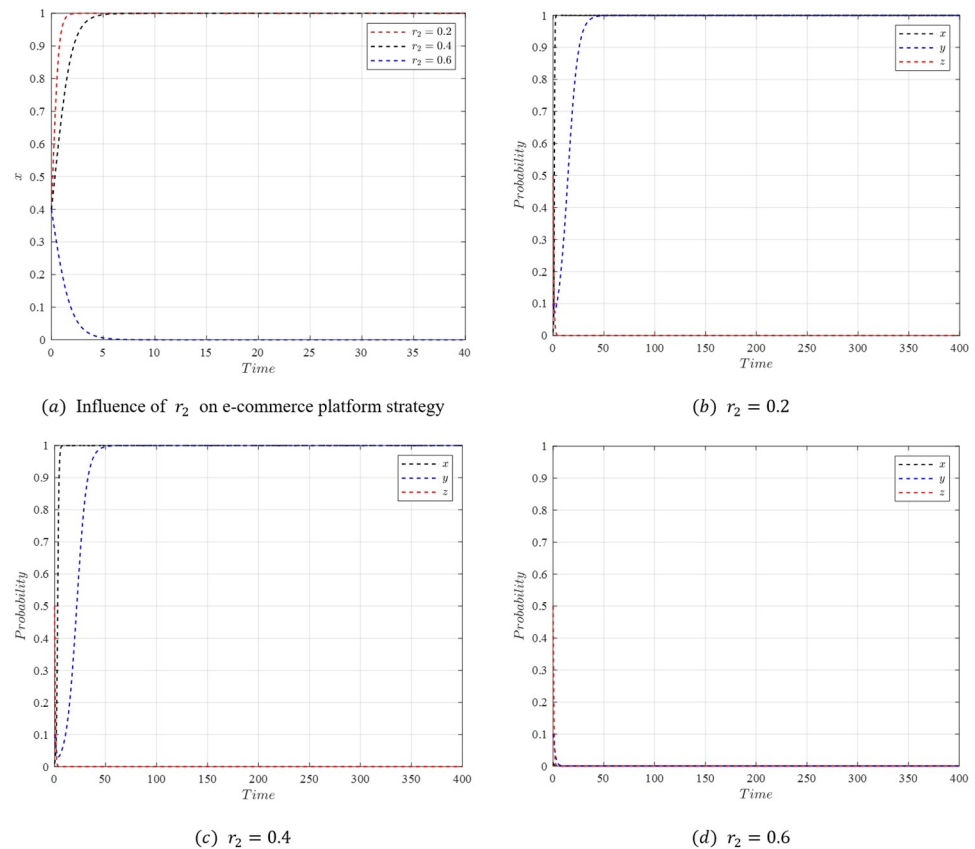 1
0.9
0.8
0.7
0.6
0.5
0.4
0.3
0.2
0.1
0
x
0 5 10 15 20 25 30 35 40
Time
r₂ = 0.2
r₂ = 0.4
r₂ = 0.6
(a) Influence of r₂ on e-commerce platform strategy
1
0.9
0.8
0.7
0.6
0.5
0.4
0.3
0.2
0.1
0
Probability
0 50 100 150 200 250 300 350 400
Time
x
y
z
(b) r₂ = 0.2
1
0.9
0.8
0.7
0.6
0.5
0.4
0.3
0.2
0.1
0
Probability
0 50 100 150 200 250 300 350 400
Time
x
y
z
(c) r₂ = 0.4
1
0.9
0.8
0.7
0.6
0.5
0.4
0.3
0.2
0.1
0
Probability
0 50 100 150 200 250 300 350 400
Time
x
y
z
(d) r₂ = 0.6